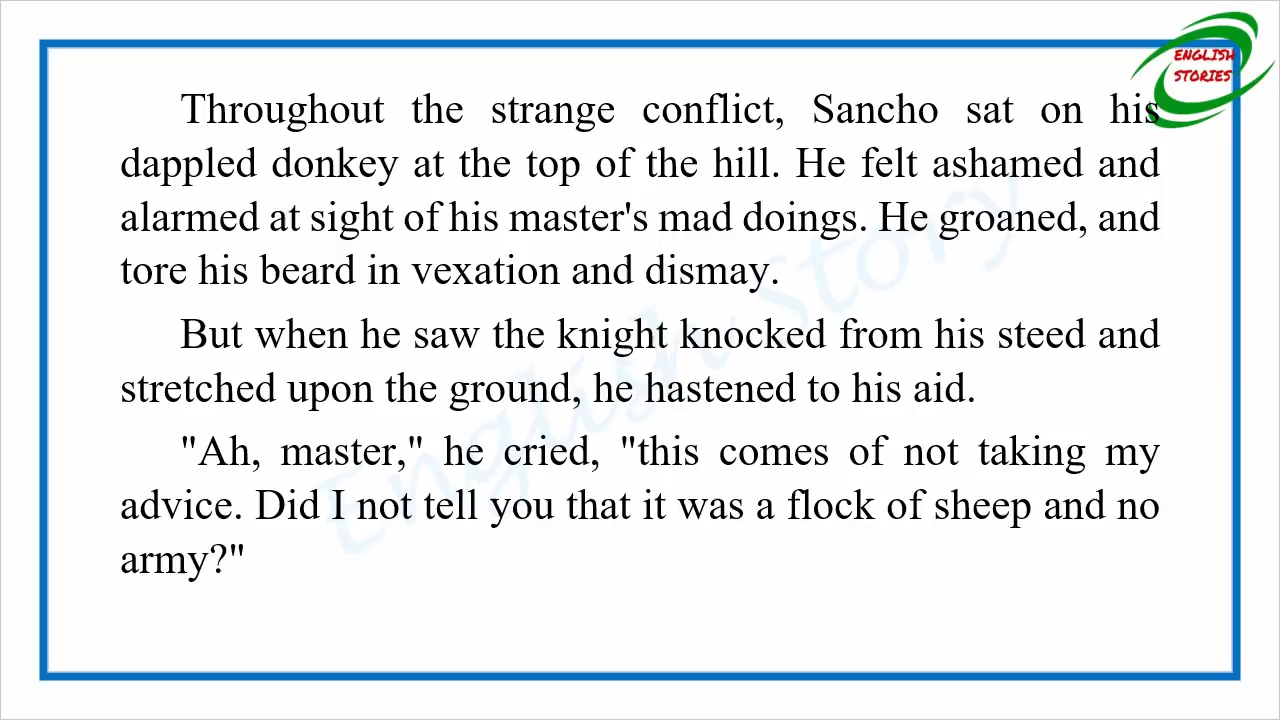 ENGLISH
STORIES
Throughout the strange conflict, Sancho sat on his
dappled donkey at the top of the hill. He felt ashamed and
alarmed at sight of his master's mad doings. He groaned, and
tore his beard in vexation and dismay.
But when he saw the knight knocked from his steed and
stretched upon the ground, he hastened to his aid.
"Ah, master," he cried, "this comes of not taking my
advice. Did I not tell you that it was a flock of sheep and no
army?"
English Story